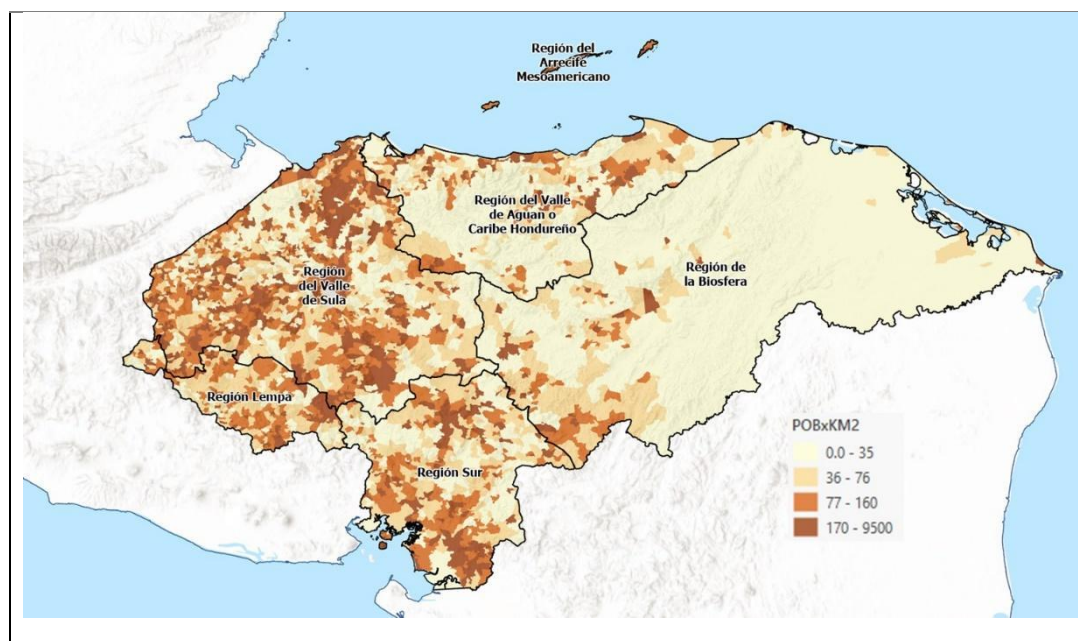 Región del
Arrecife
Mesoamericano
Región del Valle
de Aguan o
Caribe Hondureño
Región de
la Biosfera
Región
del Valle
de Sula
Región Lempa
Región Sur
POBxKM2
0.0 - 35
36 - 76
77 - 160
170 - 9500